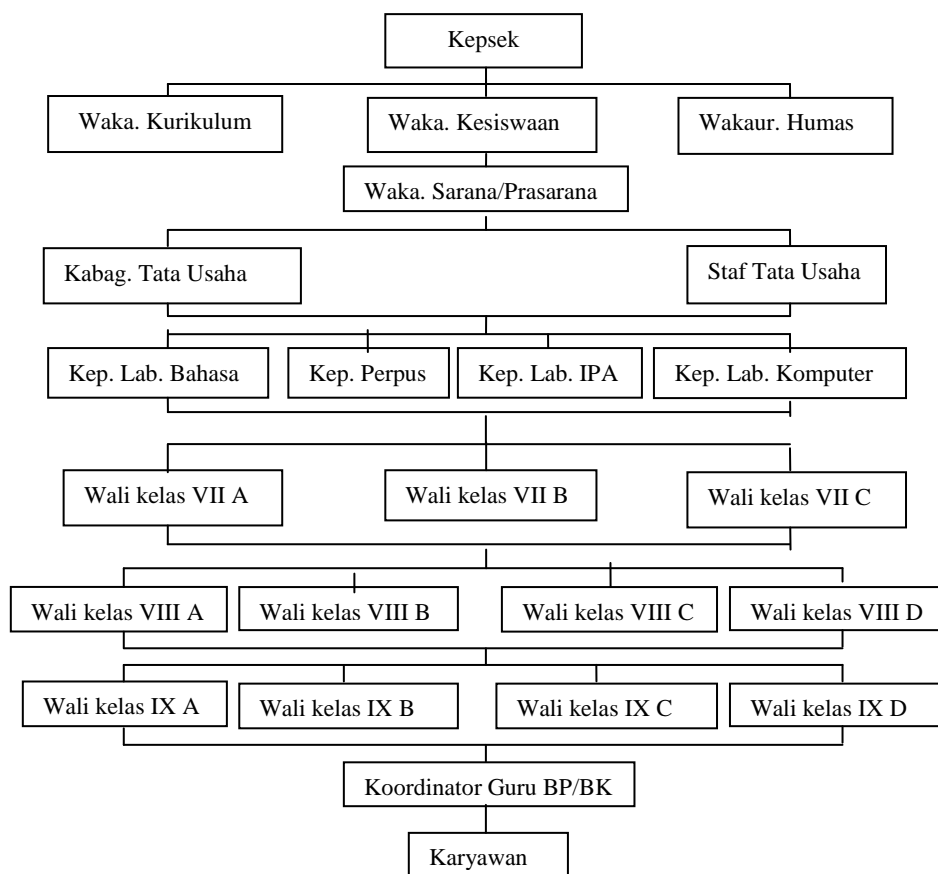 Kepsek
Waka. Kurikulum
Waka. Kesiswaan
Wakaur. Humas
Waka. Sarana/Prasarana
Kabag. Tata Usaha
Staf Tata Usaha
Kep. Lab. Bahasa
Kep. Perpus
Kep. Lab. IPA
Kep. Lab. Komputer
Wali kelas VII A
Wali kelas VII B
Wali kelas VII C
Wali kelas VIII A
Wali kelas VIII B
Wali kelas VIII C
Wali kelas VIII D
Wali kelas IX A
Wali kelas IX B
Wali kelas IX C
Wali kelas IX D
Koordinator Guru BP/BK
Karyawan